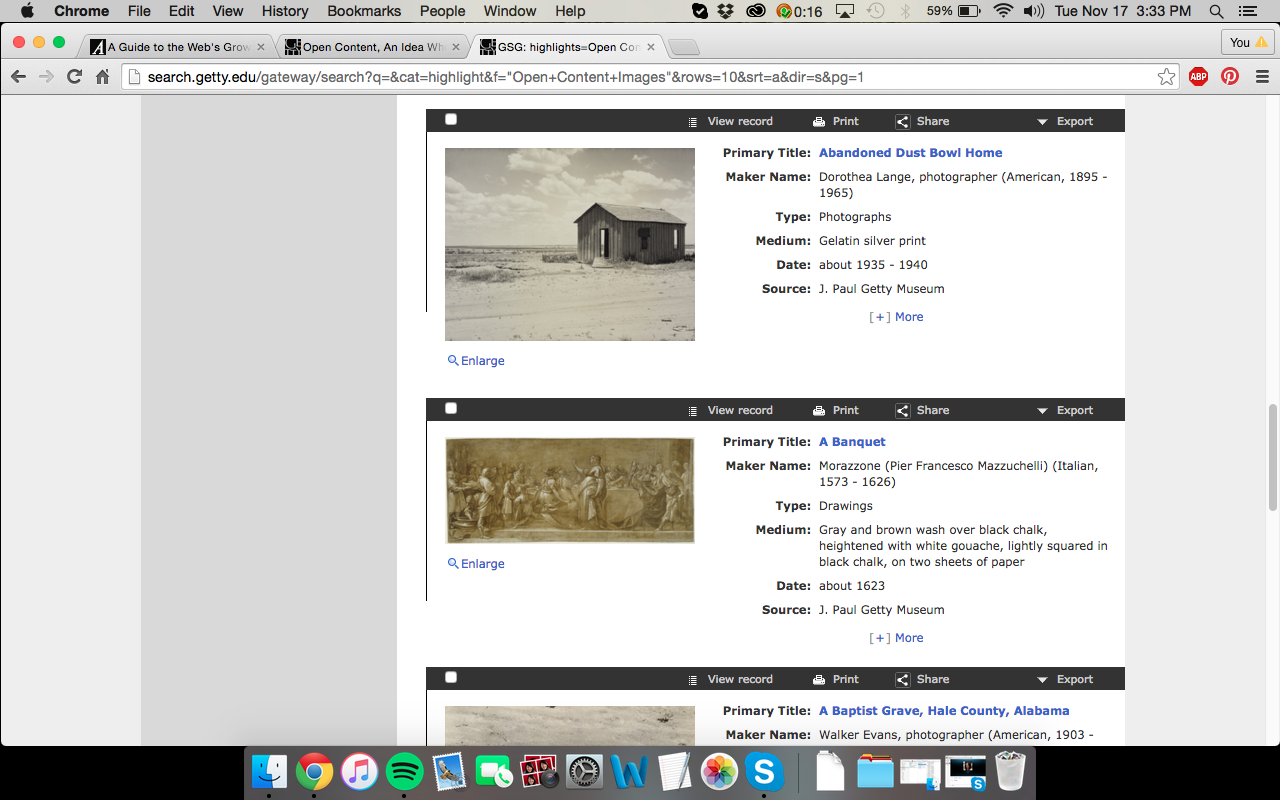 Chrome File Edit View History Bookmarks People Window Help 0:16 59% Tue Nov 17 3:33 PM
A Guide to the Web's Grow
Open Content, An Idea Wh
GSG: highlights=Open Con
You
search.getty.edu/gateway/search?q=&cat=highlight&f="Open+Content+Images"&rows=10&srt=a&dir=s&pg=1
ABP
View record Print Share Export
Primary Title: Abandoned Dust Bowl Home
Maker Name: Dorothea Lange, photographer (American, 1895 -
1965)
Type: Photographs
Medium: Gelatin silver print
Date: about 1935 - 1940
Source: J. Paul Getty Museum
[+] More
Enlarge
View record Print Share Export
Primary Title: A Banquet
Maker Name: Morazzone (Pier Francesco Mazzuchelli) (Italian,
1573 - 1626)
Type: Drawings
Medium: Gray and brown wash over black chalk,
heightened with white gouache, lightly squared in
black chalk, on two sheets of paper
Date: about 1623
Source: J. Paul Getty Museum
[+] More
Enlarge
View record Print Share Export
Primary Title: A Baptist Grave, Hale County, Alabama
Maker Name: Walker Evans, photographer (American, 1903 -